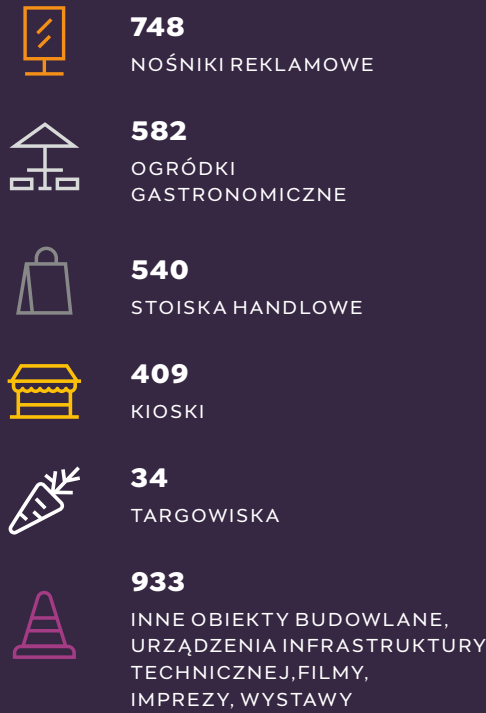 748
NOŚNIKI REKLAMOWE
582
OGRÓDKI
GASTRONOMICZNE
540
STOISKA HANDLOWE
409
KIOSKI
34
TARGOWISKA
933
INNE OBIEKTY BUDOWLANE,
URZĄDZENIA INFRASTRUKTURY
TECHNICZNEJ,FILMY,
IMPREZY, WYSTAWY